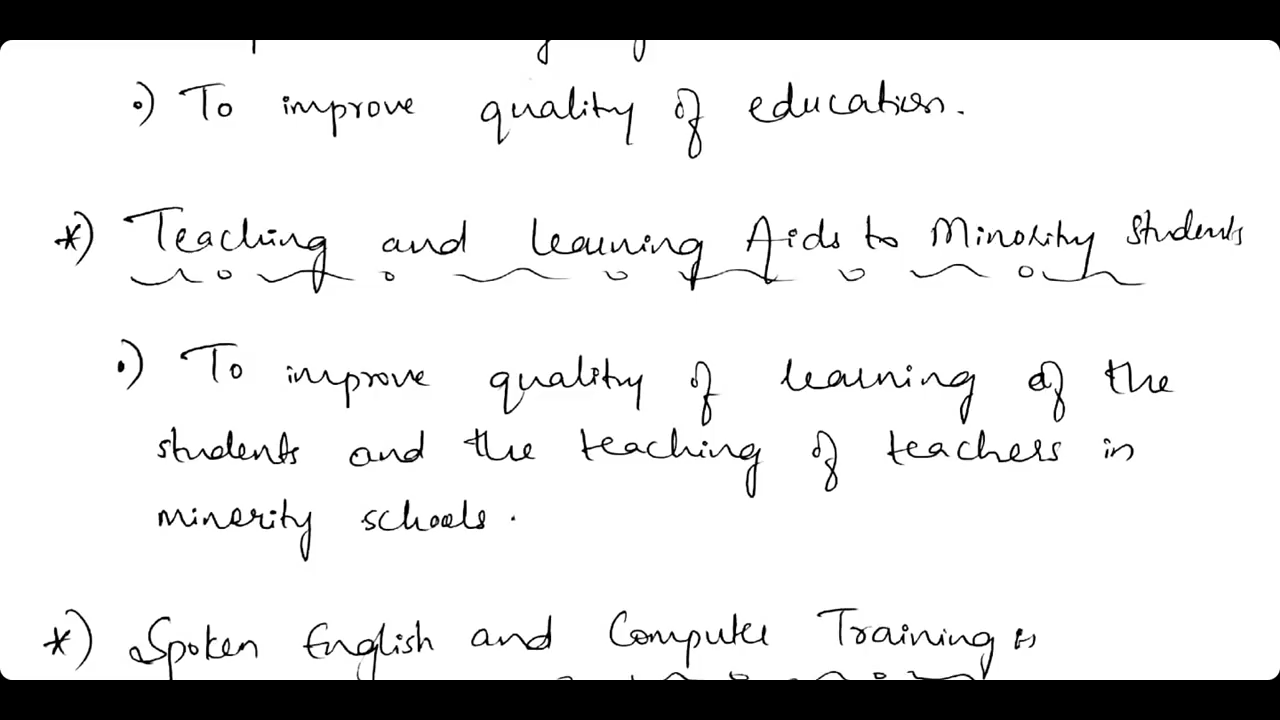 •) To improve quality of education.
*) Teaching and learning Aids to Minority Students
•) To improve quality of learning of the
students and the teaching of teachers in
minority schools.
*) Spoken English and Computer Training